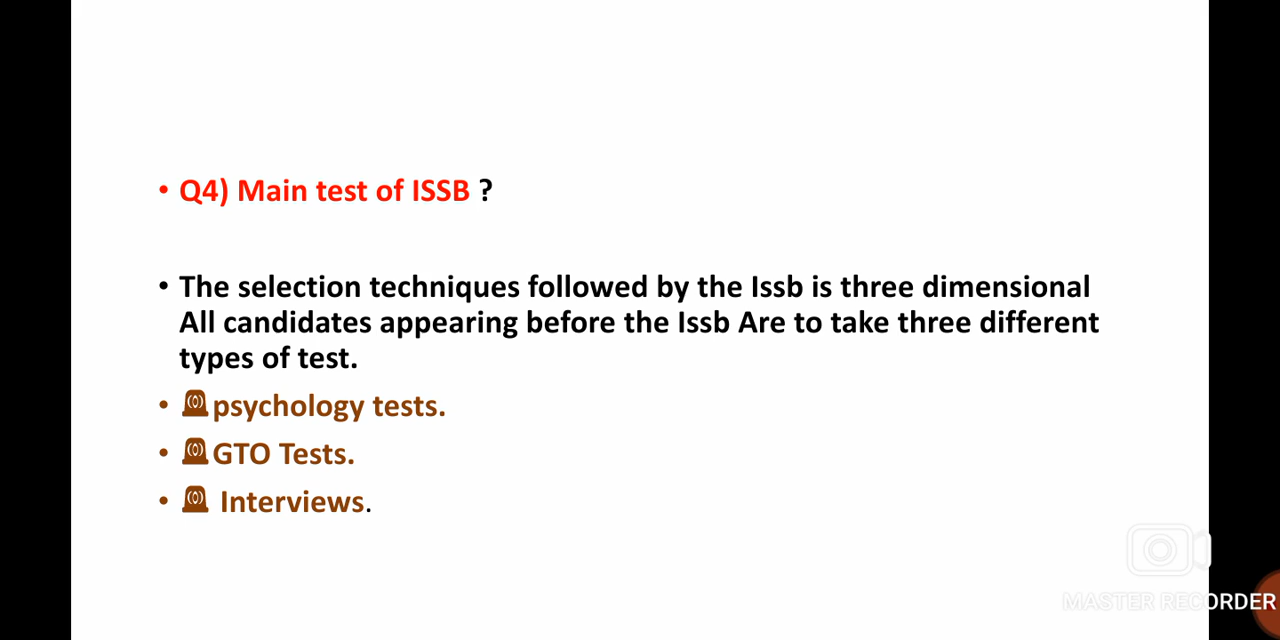 • Q4) Main test of ISSB ?
• The selection techniques followed by the Issb is three dimensional
All candidates appearing before the Issb Are to take three different
types of test.
• psychology tests.
• GTO Tests.
• Interviews.
MASTER RECORDER